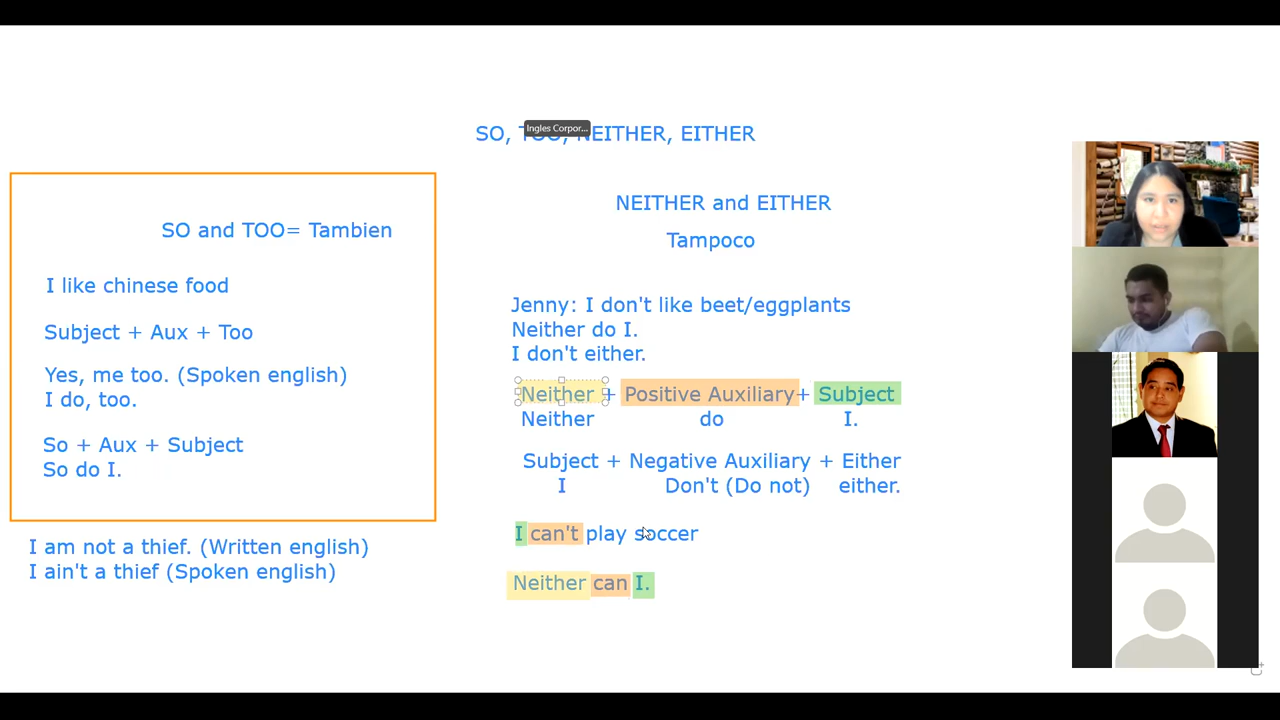 SO, TOO, NEITHER, EITHER
Ingles Corpor...
SO and TOO= Tambien
I like chinese food
Subject + Aux + Too
Yes, me too. (Spoken english)
I do, too.
So + Aux + Subject
So do I.
I am not a thief. (Written english)
I ain't a thief (Spoken english)
NEITHER and EITHER
Tampoco
Jenny: I don't like beet/eggplants
Neither do I.
I don't either.
Neither + Positive Auxiliary+ Subject
Neither do I.
Subject + Negative Auxiliary + Either
I Don't (Do not) either.
I can't play soccer
Neither can I.